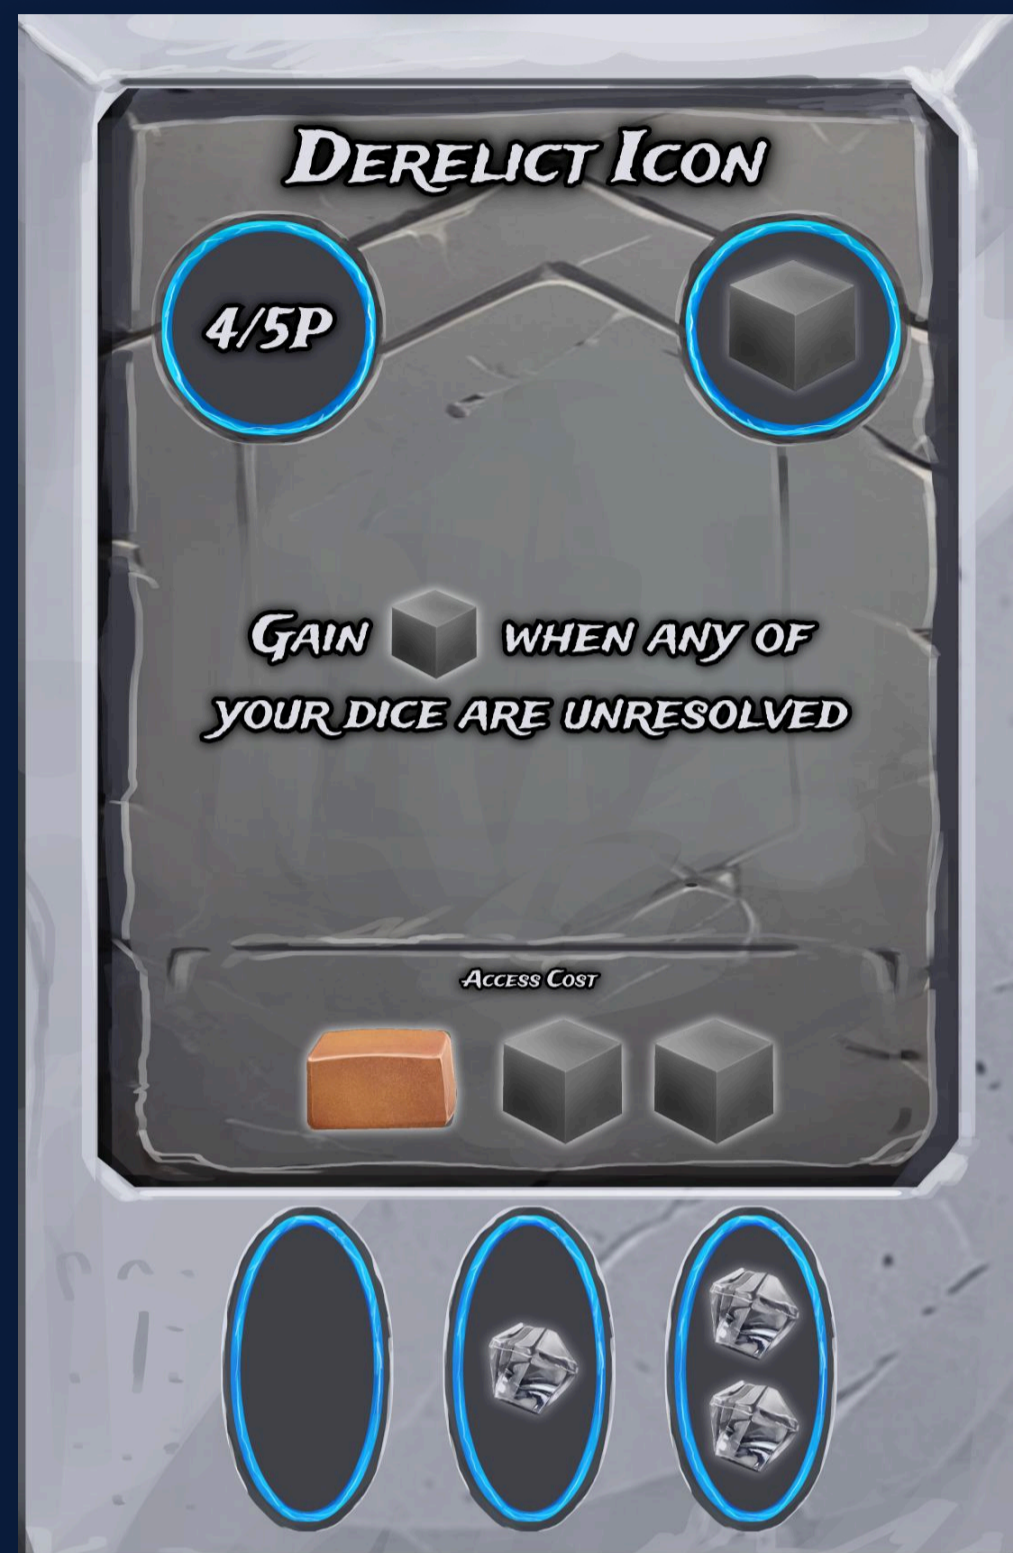 DERELICT ICON
4/5P
GAIN WHEN ANY OF
YOUR DICE ARE UNRESOLVED
ACCESS COST